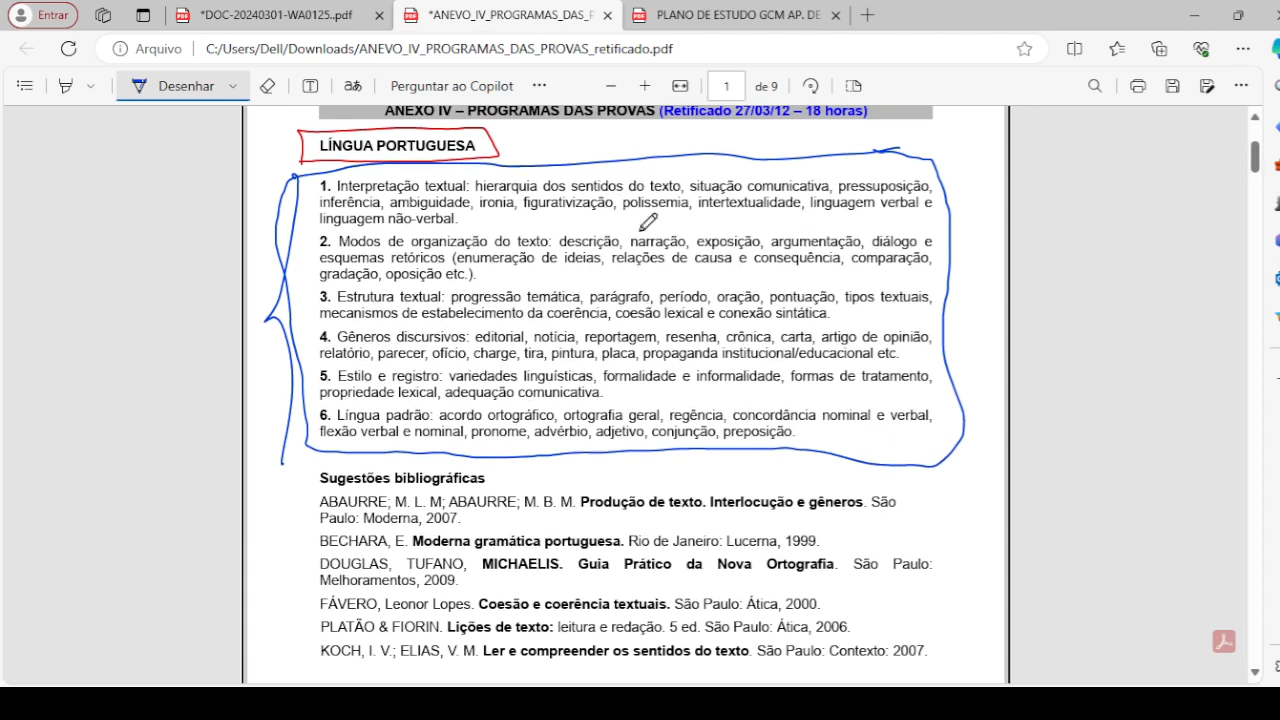 Entrar
*DOC-20240301-WA0125..pdf
*ANEVO_IV_PROGRAMAS_DAS_P
PLANO DE ESTUDO GCM AP. DE
Arquivo
C:/Users/Dell/Downloads/ANEVO_IV_PROGRAMAS_DAS_PROVAS_retificado.pdf
Desenhar
aあ
Perguntar ao Copilot
1
de 9
ANEXO IV – PROGRAMAS DAS PROVAS (Retificado 27/03/12 – 18 horas)
LÍNGUA PORTUGUESA
1. Interpretação textual: hierarquia dos sentidos do texto, situação comunicativa, pressuposição,
inferência, ambiguidade, ironia, figurativização, polissemia, intertextualidade, linguagem verbal e
linguagem não-verbal.
2. Modos de organização do texto: descrição, narração, exposição, argumentação, diálogo e
esquemas retóricos (enumeração de ideias, relações de causa e consequência, comparação,
gradação, oposição etc.).
3. Estrutura textual: progressão temática, parágrafo, período, oração, pontuação, tipos textuais,
mecanismos de estabelecimento da coerência, coesão lexical e conexão sintática.
4. Gêneros discursivos: editorial, notícia, reportagem, resenha, crônica, carta, artigo de opinião,
relatório, parecer, ofício, charge, tira, pintura, placa, propaganda institucional/educacional etc.
5. Estilo e registro: variedades linguísticas, formalidade e informalidade, formas de tratamento,
propriedade lexical, adequação comunicativa.
6. Língua padrão: acordo ortográfico, ortografia geral, regência, concordância nominal e verbal,
flexão verbal e nominal, pronome, advérbio, adjetivo, conjunção, preposição.
Sugestões bibliográficas
ABAURRE; M. L. M; ABAURRE; M. B. M. Produção de texto. Interlocução e gêneros. São
Paulo: Moderna, 2007.
BECHARA, E. Moderna gramática portuguesa. Rio de Janeiro: Lucerna, 1999.
DOUGLAS, TUFANO, MICHAELIS. Guia Prático da Nova Ortografia. São Paulo:
Melhoramentos, 2009.
FÁVERO, Leonor Lopes. Coesão e coerência textuais. São Paulo: Ática, 2000.
PLATÃO & FIORIN. Lições de texto: leitura e redação. 5 ed. São Paulo: Ática, 2006.
KOCH, I. V.; ELIAS, V. M. Ler e compreender os sentidos do texto. São Paulo: Contexto: 2007.